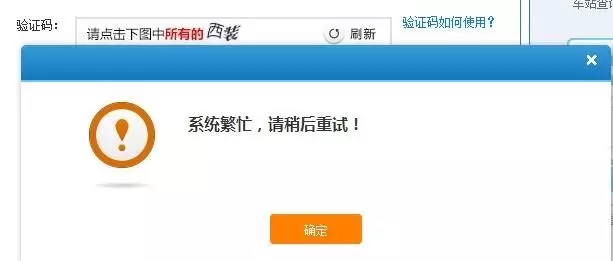 验证码：
请点击下图中所有的 西装
刷新
验证码如何使用？
车站查询
系统繁忙，请稍后重试！
确定